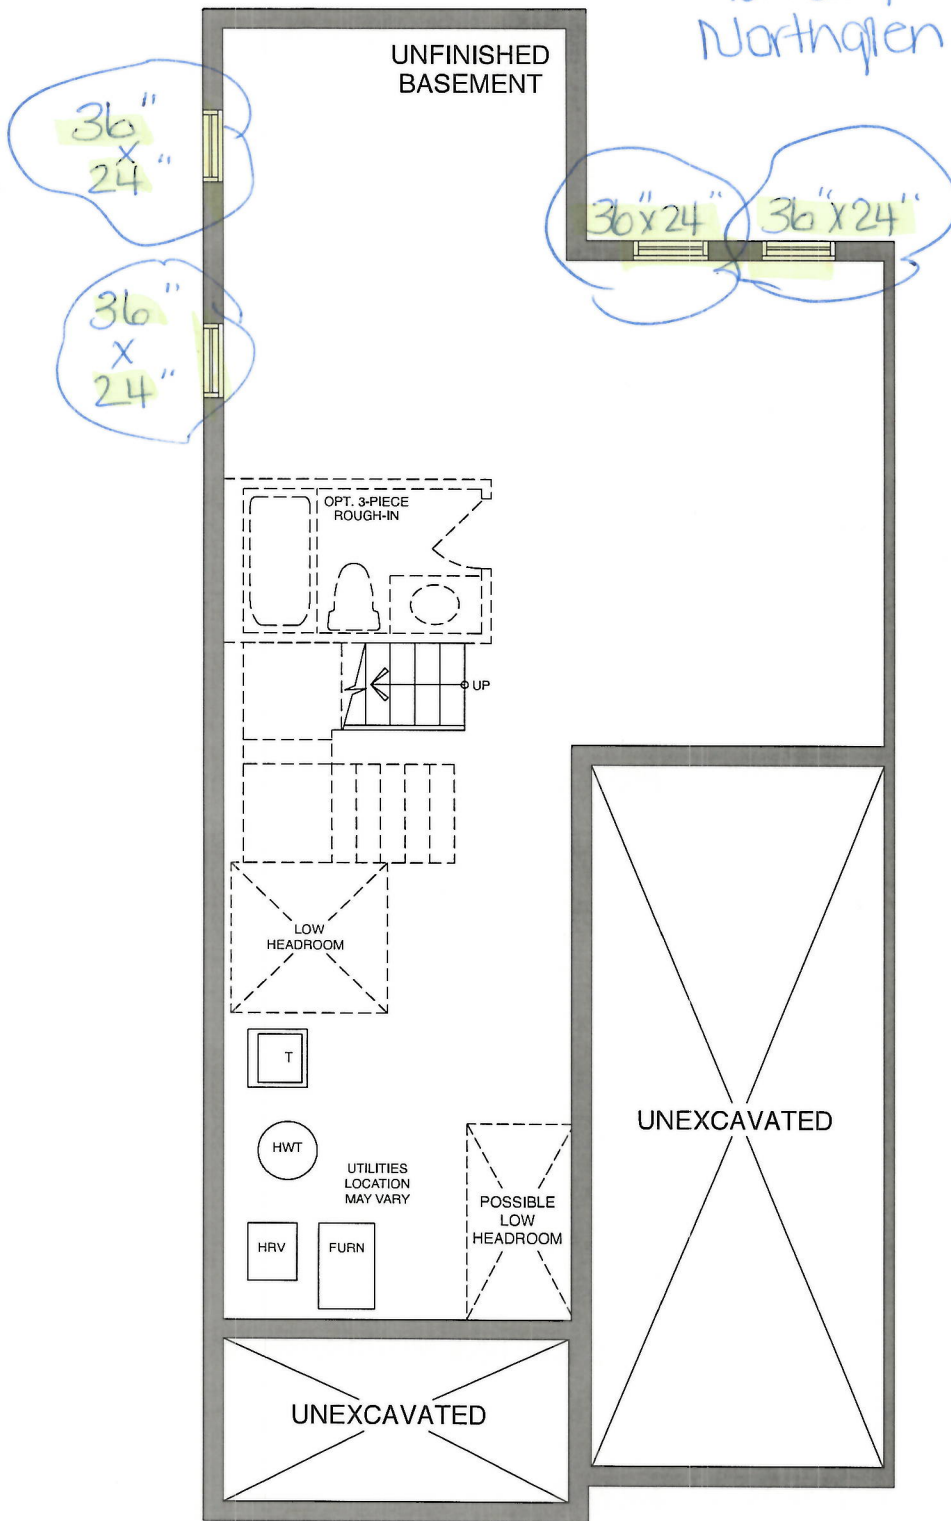 Northglen
UNFINISHED
BASEMENT
36"
x
24"
36"x24"
36"x24"
36"
x
24"
OPT. 3-PIECE
ROUGH-IN
UP
LOW
HEADROOM
T
HWT
UTILITIES
LOCATION
MAY VARY
HRV
FURN
POSSIBLE
LOW
HEADROOM
UNEXCAVATED
UNEXCAVATED